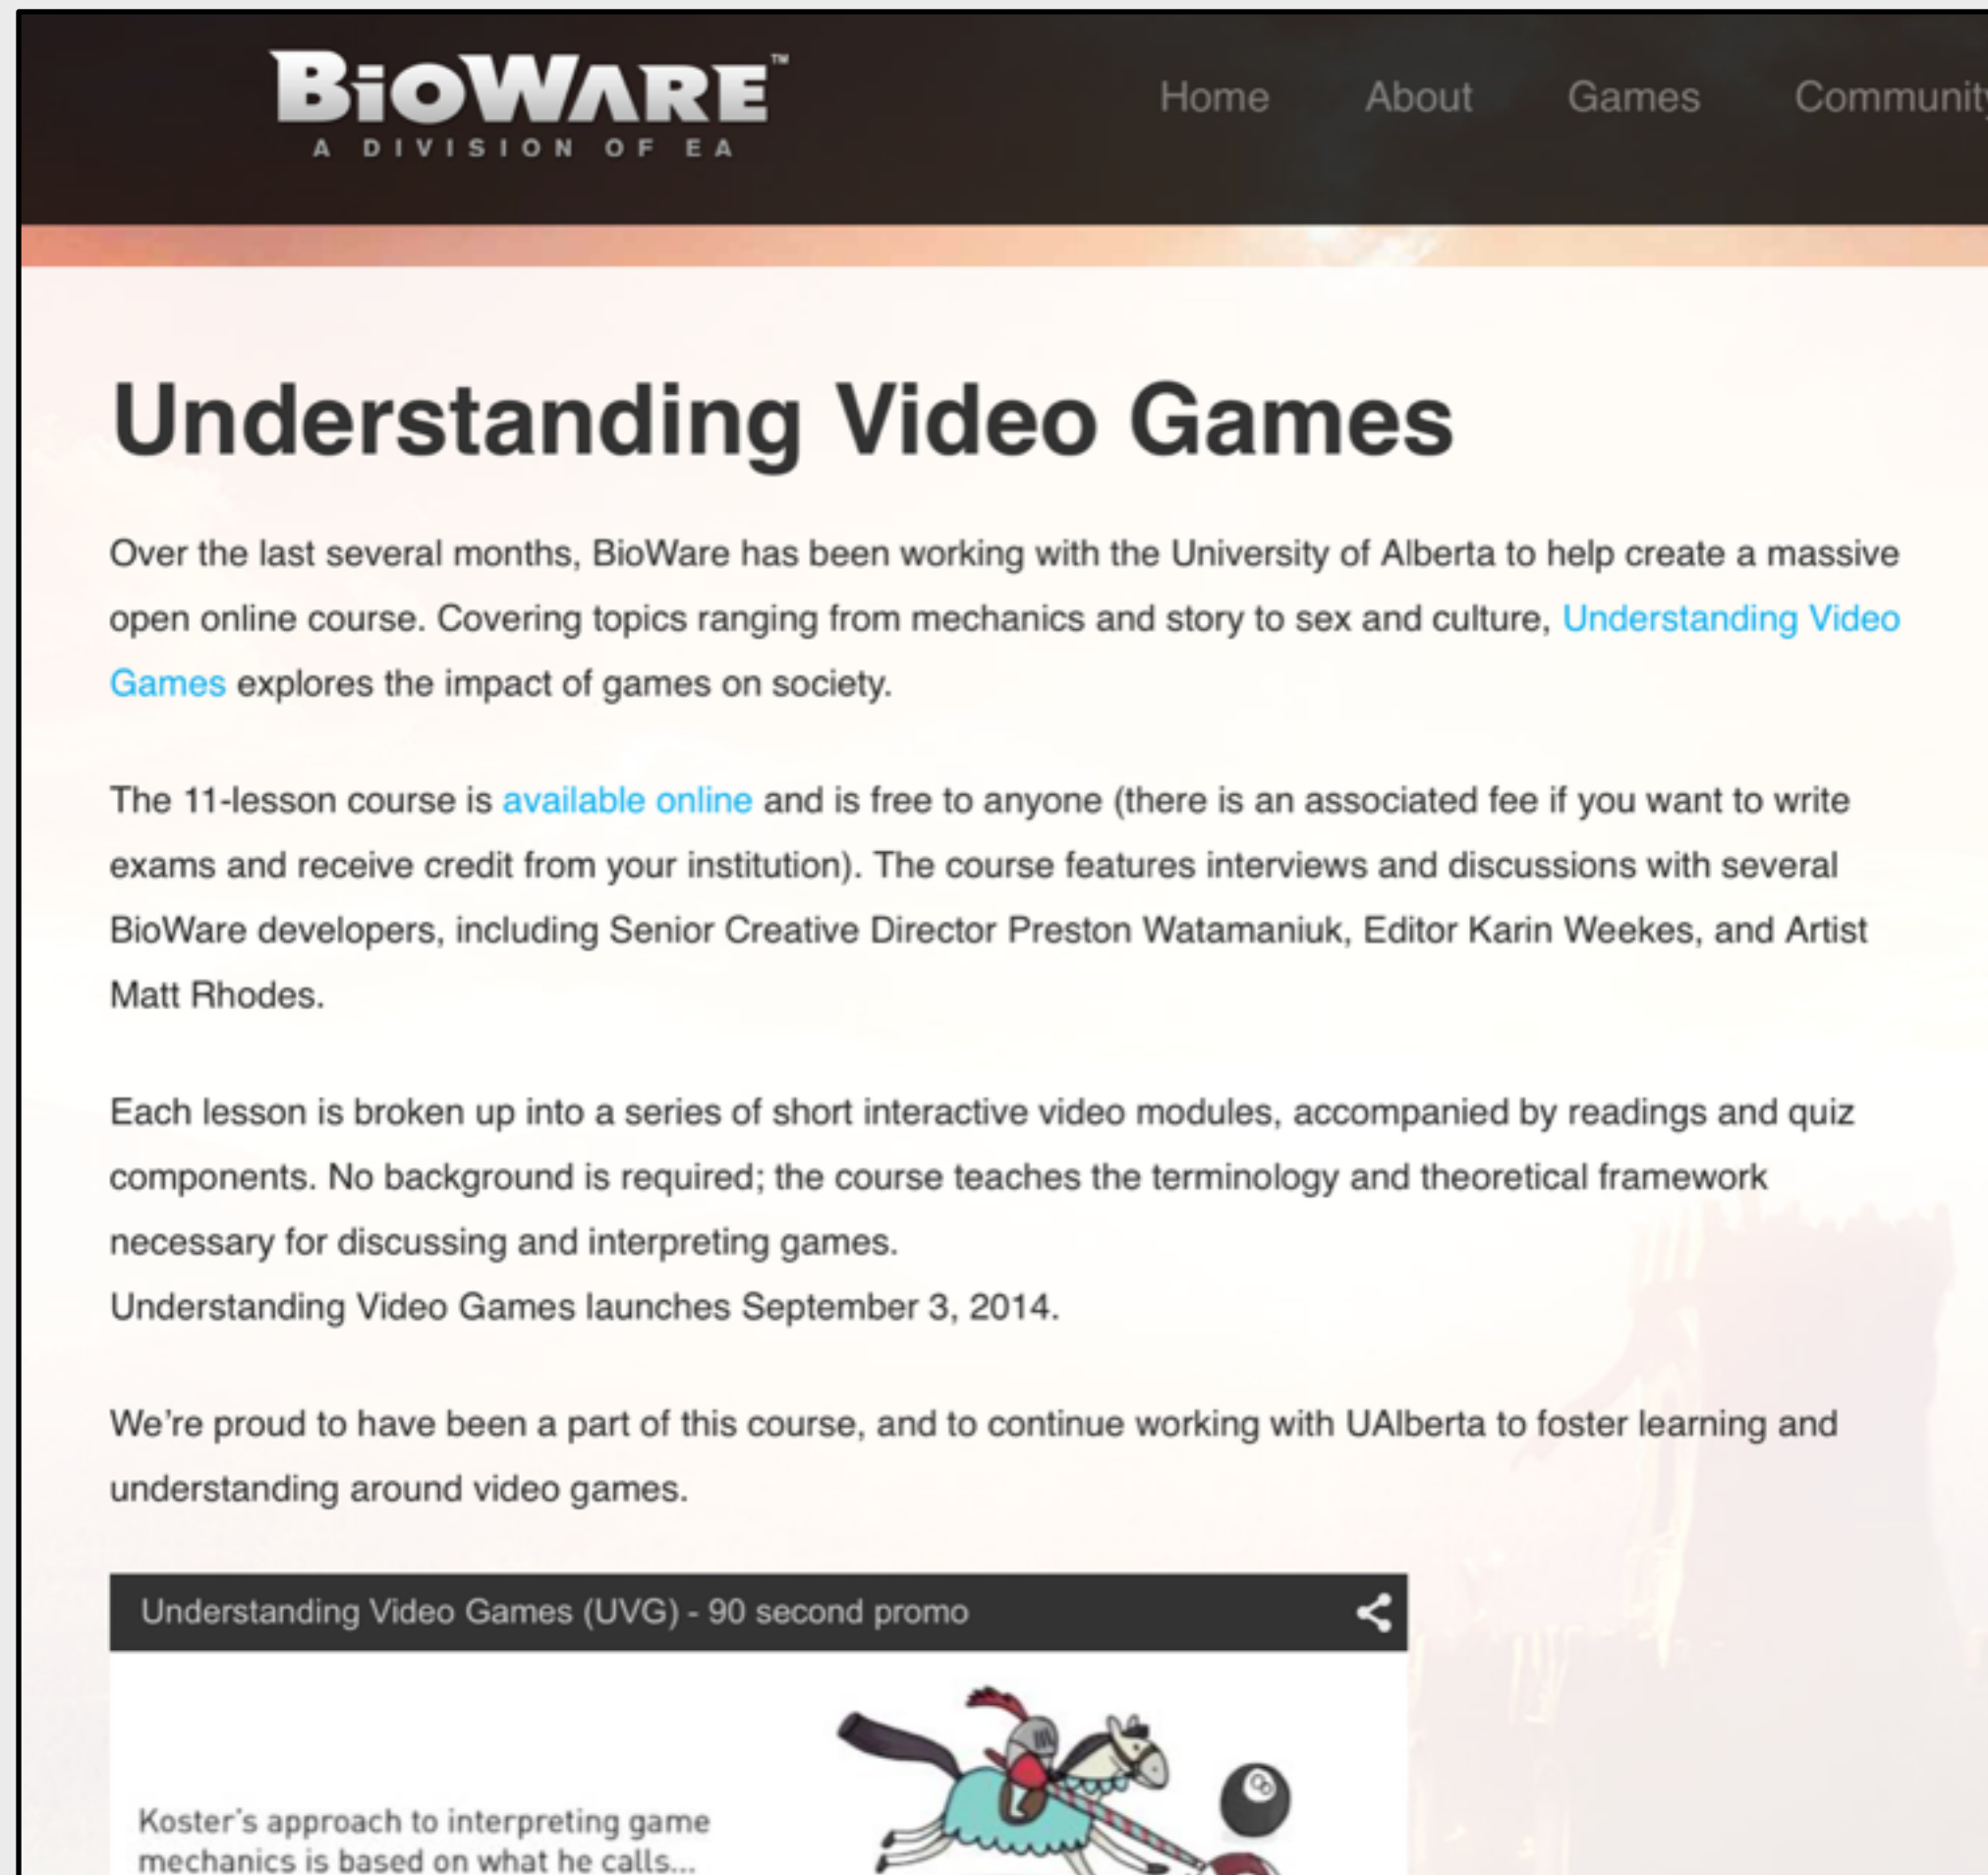 BioWARE™
A DIVISION OF EA
Home About Games Community
Understanding Video Games
Over the last several months, BioWare has been working with the University of Alberta to help create a massive
open online course. Covering topics ranging from mechanics and story to sex and culture, Understanding Video
Games explores the impact of games on society.
The 11-lesson course is available online and is free to anyone (there is an associated fee if you want to write
exams and receive credit from your institution). The course features interviews and discussions with several
BioWare developers, including Senior Creative Director Preston Watamaniuk, Editor Karin Weekes, and Artist
Matt Rhodes.
Each lesson is broken up into a series of short interactive video modules, accompanied by readings and quiz
components. No background is required; the course teaches the terminology and theoretical framework
necessary for discussing and interpreting games.
Understanding Video Games launches September 3, 2014.
We're proud to have been a part of this course, and to continue working with UAlberta to foster learning and
understanding around video games.
Understanding Video Games (UVG) - 90 second promo
Koster's approach to interpreting game
mechanics is based on what he calls...
8